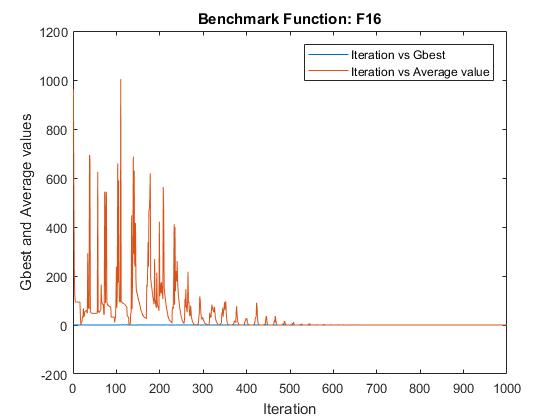 Benchmark Function: F16
1200
1000
800
600
400
200
0
-200
Gbest and Average values
Iteration vs Gbest
Iteration vs Average value
0 100 200 300 400 500 600 700 800 900 1000
Iteration